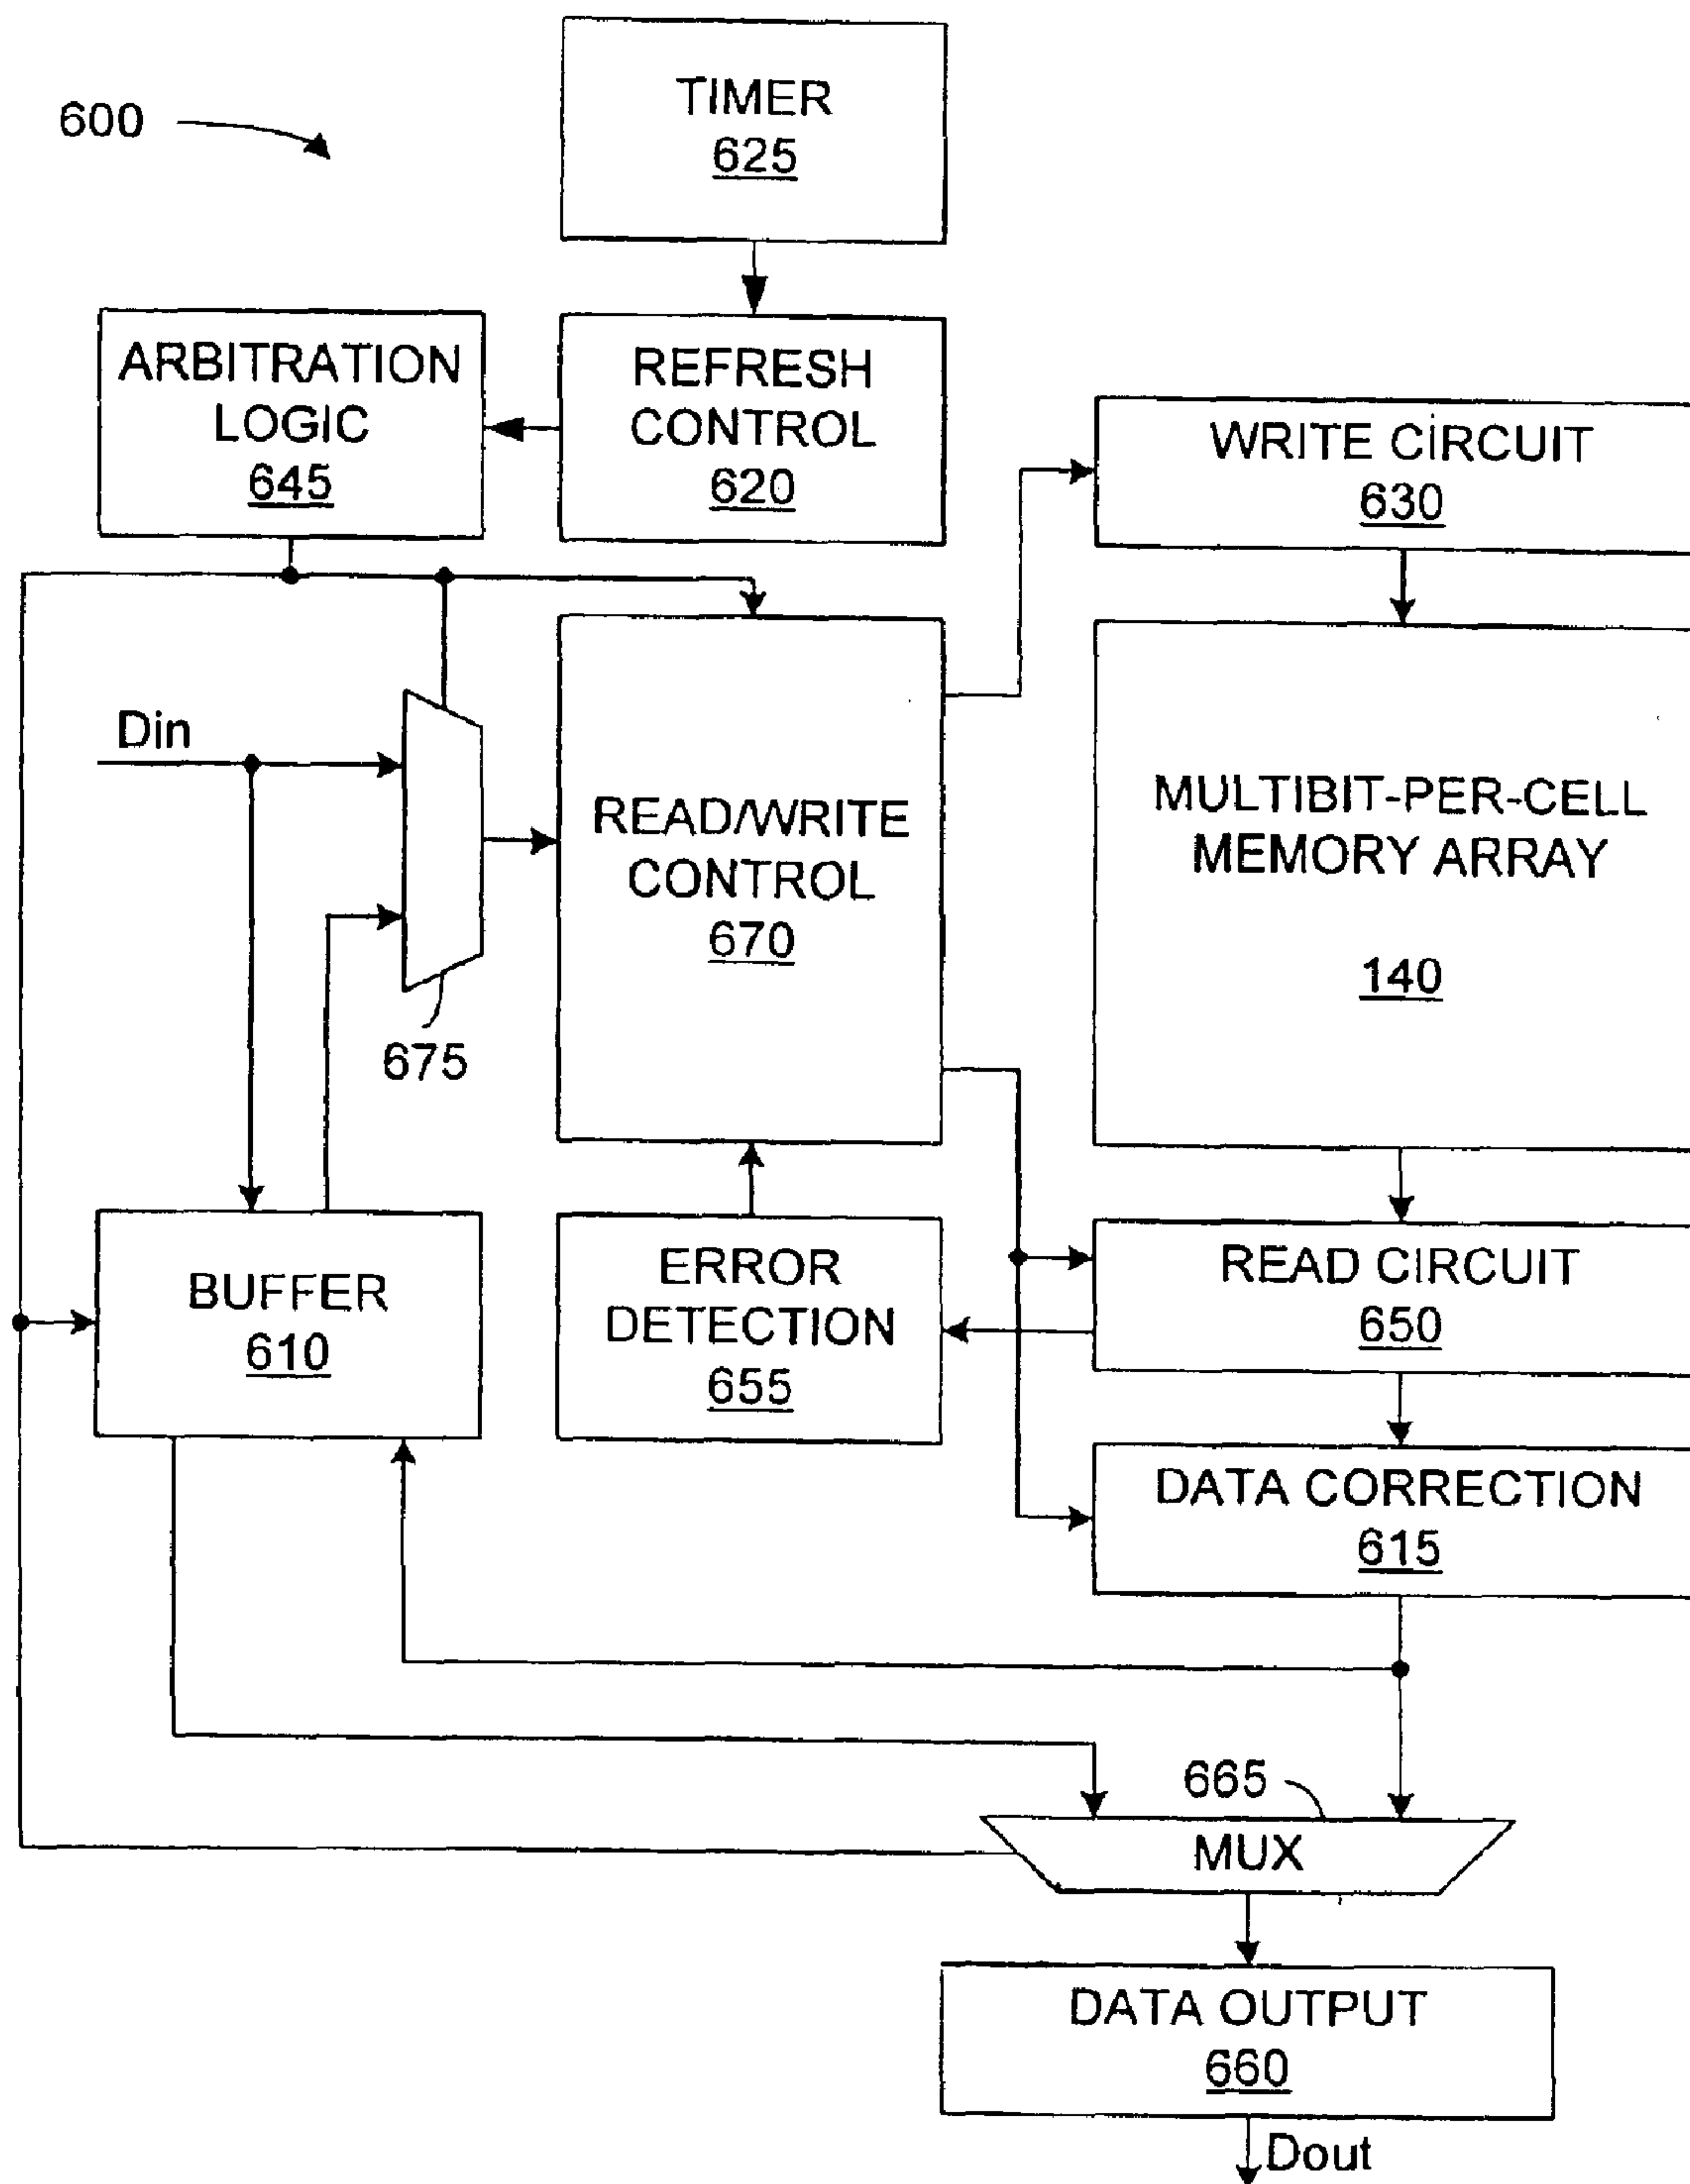 600
TIMER
625
ARBITRATION
LOGIC
645
REFRESH
CONTROL
620
WRITE CIRCUIT
630
Din
675
READ/WRITE
CONTROL
670
MULTIBIT-PER-CELL
MEMORY ARRAY
140
BUFFER
610
ERROR
DETECTION
655
READ CIRCUIT
650
DATA CORRECTION
615
665
MUX
DATA OUTPUT
660
Dout